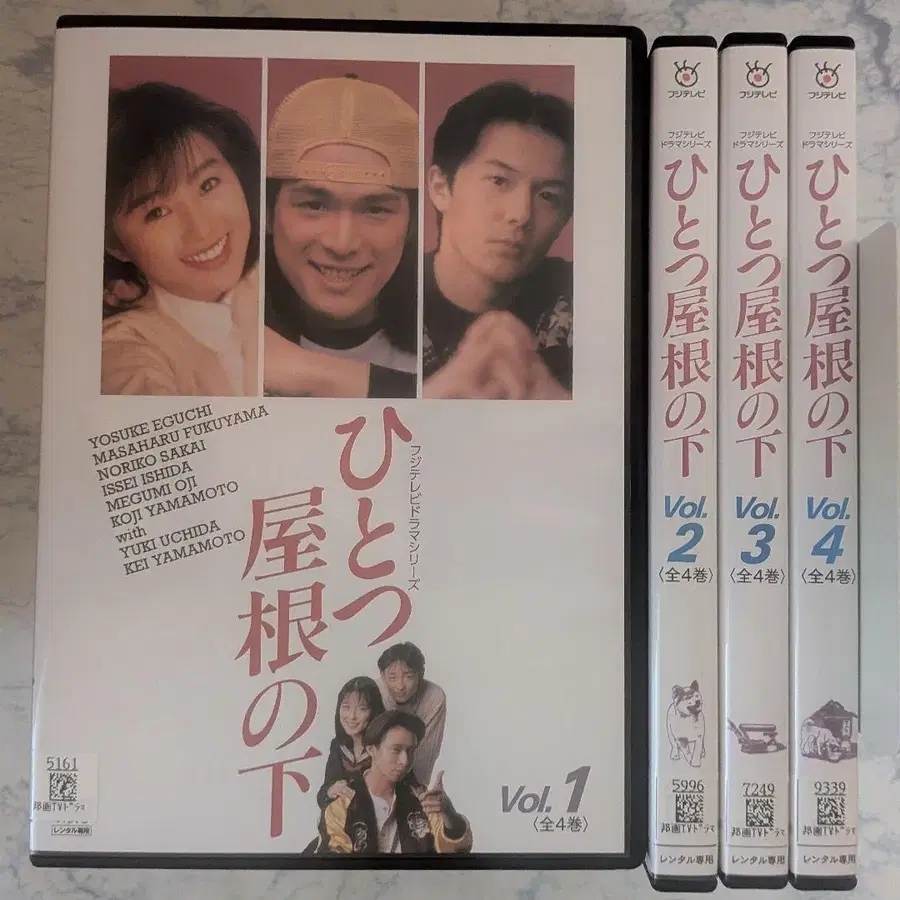 YOSUKE EGUCHI
MASAHARU FUKUYAMA
NORIKO SAKAI
ISSEI ISHIDA
MEGUMI OJI
KOJI YAMAMOTO
with
YUKI UCHIDA
KEI YAMAMOTO
フジテレビドラマシリーズ
ひとつ
屋根の下
Vol. 1
〈全4巻〉
5161
邦画TVドラマ
レンタル専用
フジテレビ
フジテレビ
ドラマシリーズ
ひとつ屋根の下
Vol.
2
〈全4巻〉
5996
邦画TVドラマ
レンタル専用
フジテレビ
フジテレビ
ドラマシリーズ
ひとつ屋根の下
Vol.
3
〈全4巻〉
7249
邦画TVドラマ
レンタル専用
フジテレビ
フジテレビ
ドラマシリーズ
ひとつ屋根の下
Vol.
4
〈全4巻〉
9339
邦画TVドラマ
レンタル専用